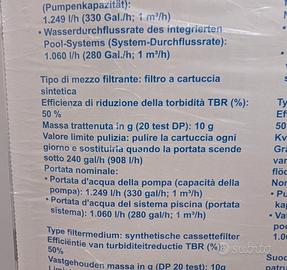 (Pumpenkapazität):
1.249 l/h (330 Gal./h; 1 m³/h)
• Wasserdurchflussrate des integrierten
Pool-Systems (System-Durchflussrate):
1.060 l/h (280 Gal./h; 1 m³/h)
Tipo di mezzo filtrante: filtro a cartuccia
sintetica
Efficienza di riduzione della torbidità TBR (%):
50 %
Massa trattenuta in g (20 test DP): 10 g
Valore limite pulizia: pulire la cartuccia ogni
giorno e sostituirla quando la portata scende
sotto 240 gal/h (908 l/h)
Portata nominale:
• Portata d'acqua della pompa (capacità della
pompa): 1.249 l/h (330 gal/h; 1 m³/h)
• Portata d'acqua del sistema piscina (portata
sistema): 1.060 l/h (280 gal/h; 1 m³/h)
Type filtermedium: synthetische cassettefilter
Efficiëntie van turbiditeitreductie TBR (%):
50%
Vastgehouden massa in g (DP 20 test): 10g
subito